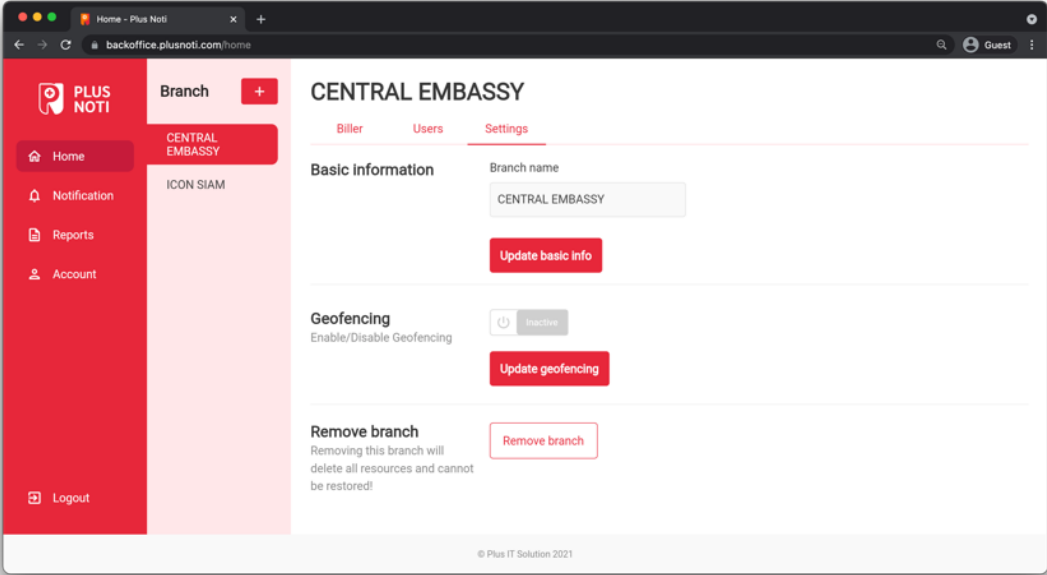 Home - Plus Noti
backoffice.plusnoti.com/home
Guest
PLUS
NOTI
Home
Notification
Reports
Account
Logout
Branch
+
CENTRAL
EMBASSY
ICON SIAM
CENTRAL EMBASSY
Biller Users Settings
Basic information
Branch name
CENTRAL EMBASSY
Update basic info
Geofencing
Enable/Disable Geofencing
Inactive
Update geofencing
Remove branch
Removing this branch will
delete all resources and cannot
be restored!
Remove branch
© Plus IT Solution 2021